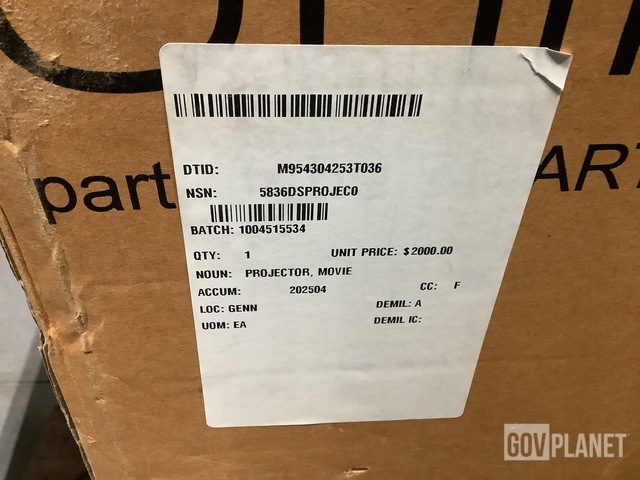 part
ART
DTID: M954304253T036
NSN: 5836DSPROJEC0
BATCH: 1004515534
QTY: 1 UNIT PRICE: $2000.00
NOUN: PROJECTOR, MOVIE
ACCUM: 202504 CC: F
LOC: GENN DEMIL: A
UOM: EA DEMIL IC:
GOVPLANET